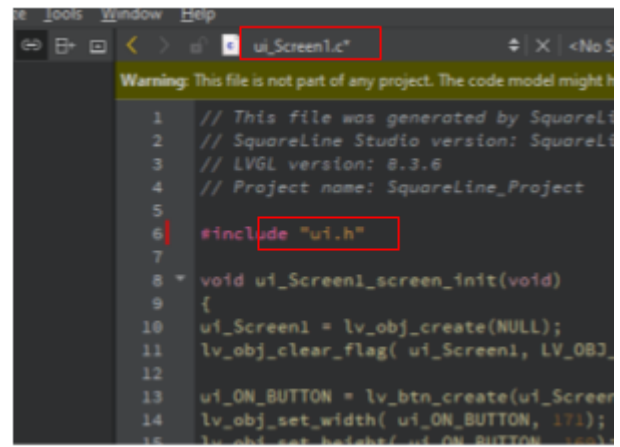 Tools Window Help
ui_Screen1.c* <No S
Warning: This file is not part of any project. The code model might h
1 // This file was generated by SquareLi
2 // SquareLine Studio version: SquareLi
3 // LVGL version: 8.3.6
4 // Project name: SquareLine_Project
5
6 #include "ui.h"
7
8 void ui_Screen1_screen_init(void)
9 {
10 ui_Screen1 = lv_obj_create(NULL);
11 lv_obj_clear_flag( ui_Screen1, LV_OBJ_
12
13 ui_ON_BUTTON = lv_btn_create(ui_Screen
14 lv_obj_set_width( ui_ON_BUTTON, 171);
15 lv_obj_set_height( ui_ON_BUTTON,